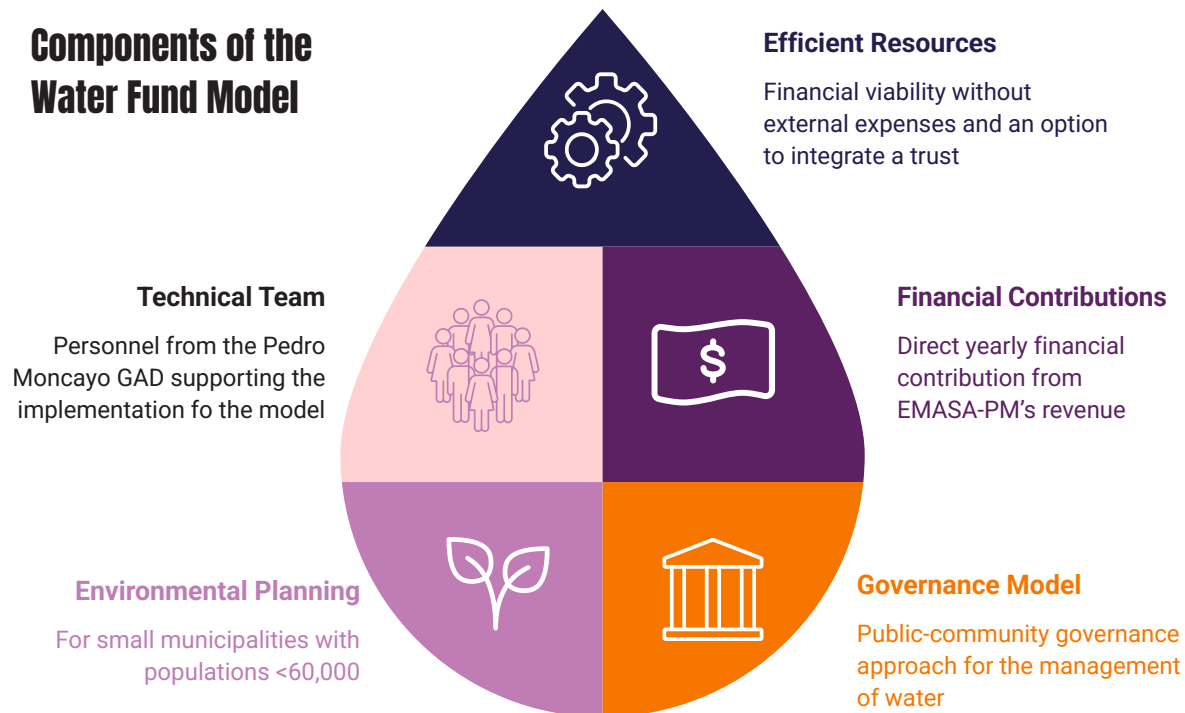 Components of the
Water Fund Model
Efficient Resources
Financial viability without
external expenses and an option
to integrate a trust
Technical Team
Personnel from the Pedro
Moncayo GAD supporting the
implementation fo the model
$
Financial Contributions
Direct yearly financial
contribution from
EMASA-PM’s revenue
Environmental Planning
For small municipalities with
populations <60,000
Governance Model
Public-community governance
approach for the management
of water